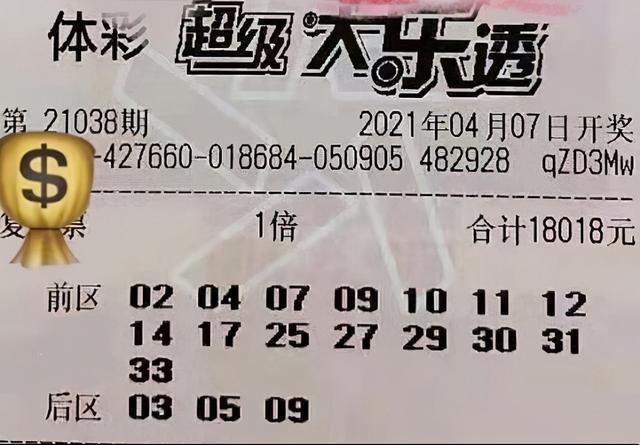 体彩 超级大乐透
第 21038期 2021年04月07日开奖
-427660-018684-050905 482928 qZD3Mw
复 票 1倍 合计18018元
前区 02 04 07 09 10 11 12
14 17 25 27 29 30 31
33
后区 03 05 09